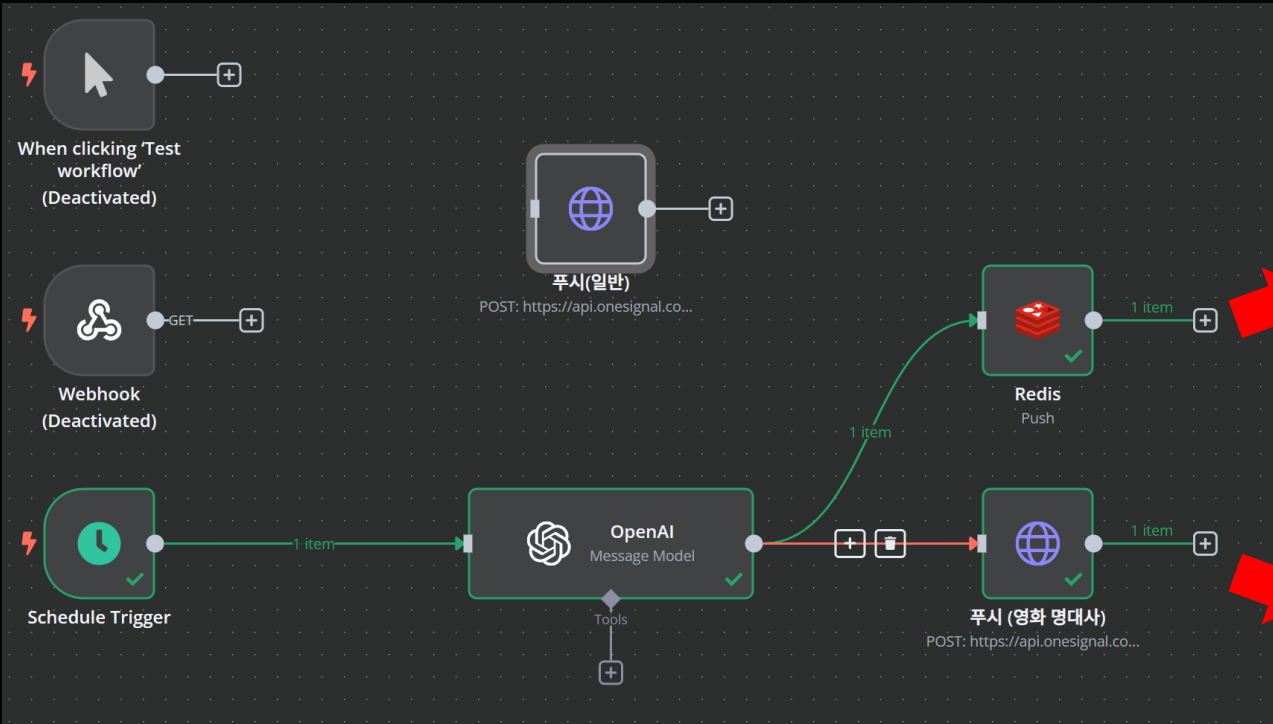 When clicking ‘Test
workflow’
(Deactivated)
푸시(일반)
POST: https://api.onesignal.co...
GET
Webhook
(Deactivated)
1 item
Redis
Push
1 item
1 item
Schedule Trigger
OpenAI
Message Model
Tools
1 item
푸시 (영화 명대사)
POST: https://api.onesignal.co...